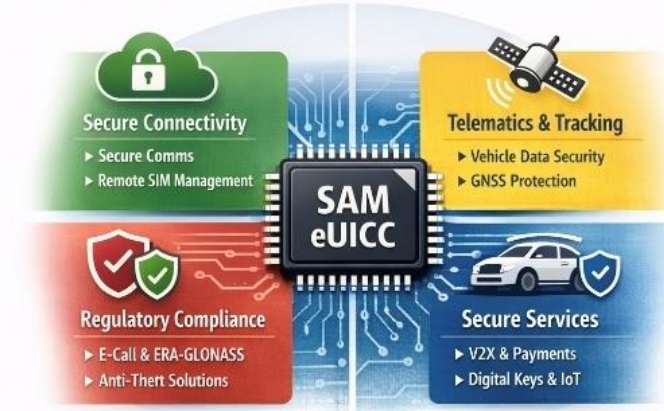 Secure Connectivity
▸ Secure Comms
▸ Remote SIM Management
Telematics & Tracking
▸ Vehicle Data Security
▸ GNSS Protection
SAM
eUICC
Regulatory Compliance
▸ E-Call & ERA-GLONASS
▸ Anti-Thert Solutions
Secure Services
▸ V2X & Payments
▸ Digital Keys & IoT